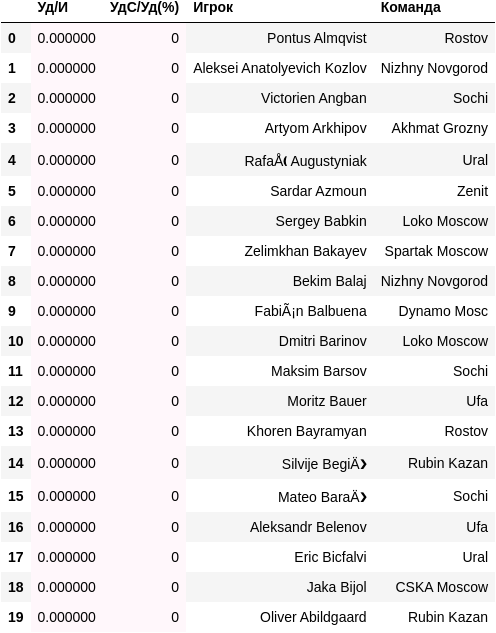 Уд/И УдС/Уд(%) Игрок Команда
0 0.000000 0 Pontus Almqvist Rostov
1 0.000000 0 Aleksei Anatolyevich Kozlov Nizhny Novgorod
2 0.000000 0 Victorien Angban Sochi
3 0.000000 0 Artyom Arkhipov Akhmat Grozny
4 0.000000 0 RafaÅ‚ Augustyniak Ural
5 0.000000 0 Sardar Azmoun Zenit
6 0.000000 0 Sergey Babkin Loko Moscow
7 0.000000 0 Zelimkhan Bakayev Spartak Moscow
8 0.000000 0 Bekim Balaj Nizhny Novgorod
9 0.000000 0 FabiÃ¡n Balbuena Dynamo Mosc
10 0.000000 0 Dmitri Barinov Loko Moscow
11 0.000000 0 Maksim Barsov Sochi
12 0.000000 0 Moritz Bauer Ufa
13 0.000000 0 Khoren Bayramyan Rostov
14 0.000000 0 Silvije BegiÄ❯ Rubin Kazan
15 0.000000 0 Mateo BaraÄ❯ Sochi
16 0.000000 0 Aleksandr Belenov Ufa
17 0.000000 0 Eric Bicfalvi Ural
18 0.000000 0 Jaka Bijol CSKA Moscow
19 0.000000 0 Oliver Abildgaard Rubin Kazan